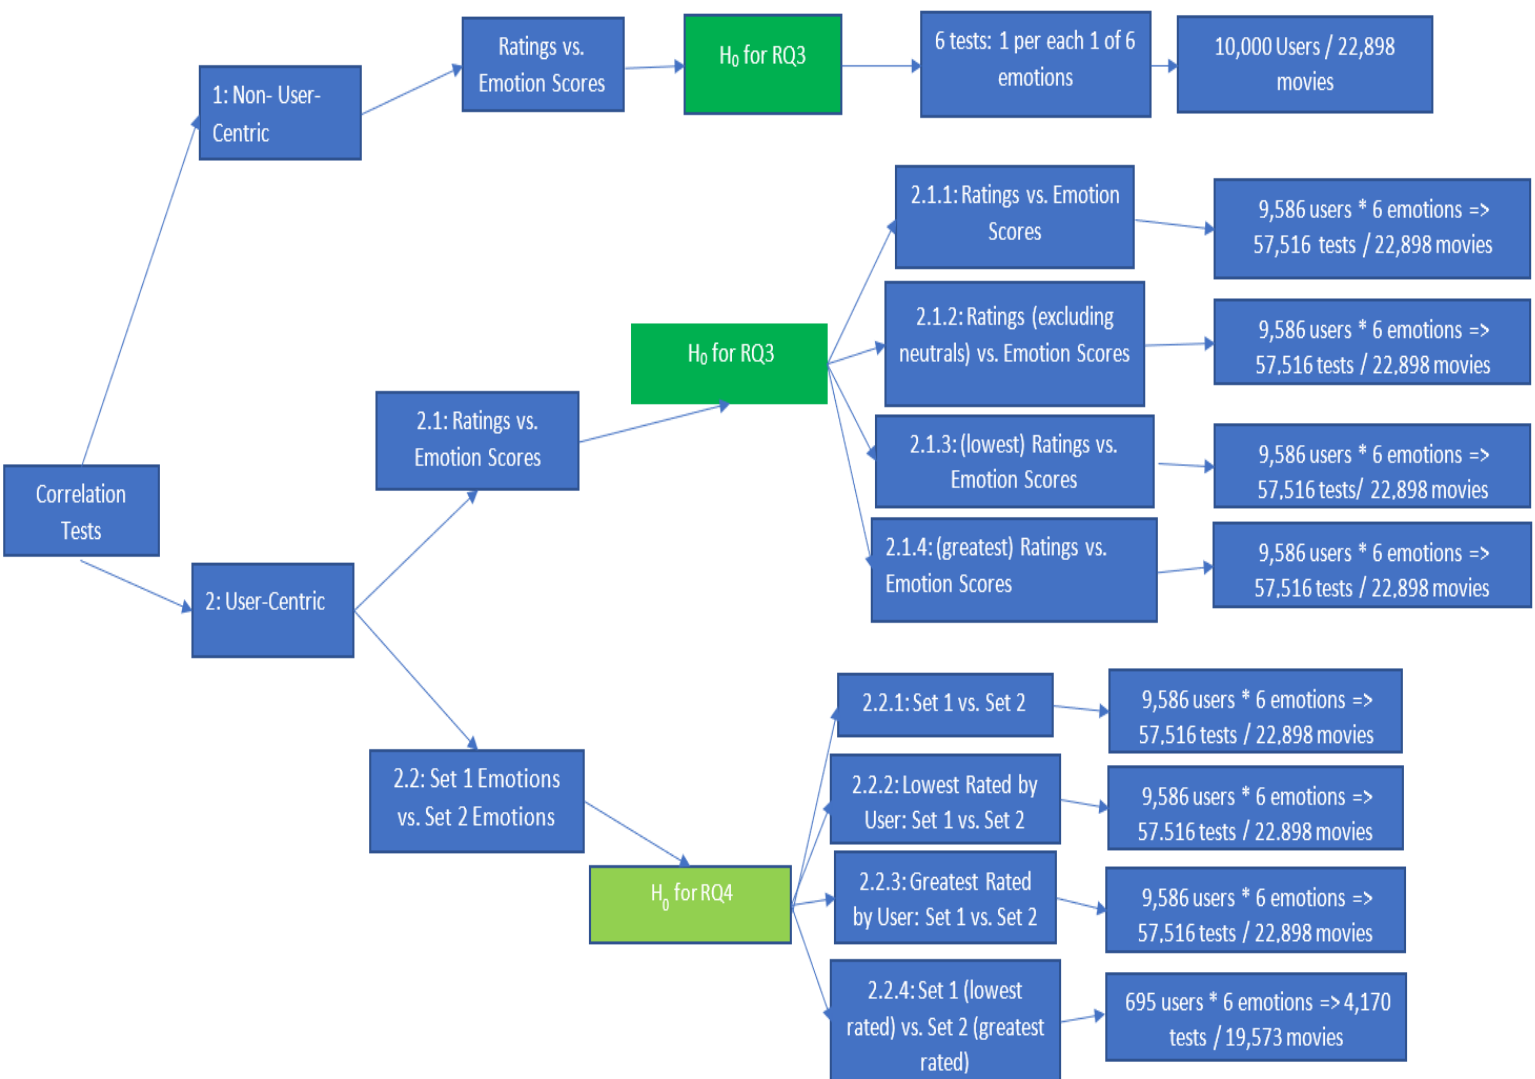 Ratings vs.
Emotion Scores
H₀ for RQ3
6 tests: 1 per each 1 of 6
emotions
10,000 Users / 22,898
movies
1: Non- User-
Centric
2.1.1: Ratings vs. Emotion
Scores
9,586 users * 6 emotions =>
57,516 tests / 22,898 movies
2.1.2: Ratings (excluding
neutrals) vs. Emotion Scores
9,586 users * 6 emotions =>
57,516 tests / 22,898 movies
H₀ for RQ3
2.1: Ratings vs.
Emotion Scores
2.1.3: (lowest) Ratings vs.
Emotion Scores
9,586 users * 6 emotions =>
57,516 tests/ 22,898 movies
Correlation
Tests
2.1.4: (greatest) Ratings vs.
Emotion Scores
9,586 users * 6 emotions =>
57,516 tests / 22,898 movies
2: User-Centric
2.2: Set 1 Emotions
vs. Set 2 Emotions
H₀ for RQ4
2.2.1: Set 1 vs. Set 2
9,586 users * 6 emotions =>
57,516 tests / 22,898 movies
2.2.2: Lowest Rated by
User: Set 1 vs. Set 2
9,586 users * 6 emotions =>
57.516 tests / 22.898 movies
2.2.3: Greatest Rated
by User: Set 1 vs. Set 2
9,586 users * 6 emotions =>
57,516 tests / 22,898 movies
2.2.4: Set 1 (lowest
rated) vs. Set 2 (greatest
rated)
695 users * 6 emotions => 4,170
tests / 19,573 movies